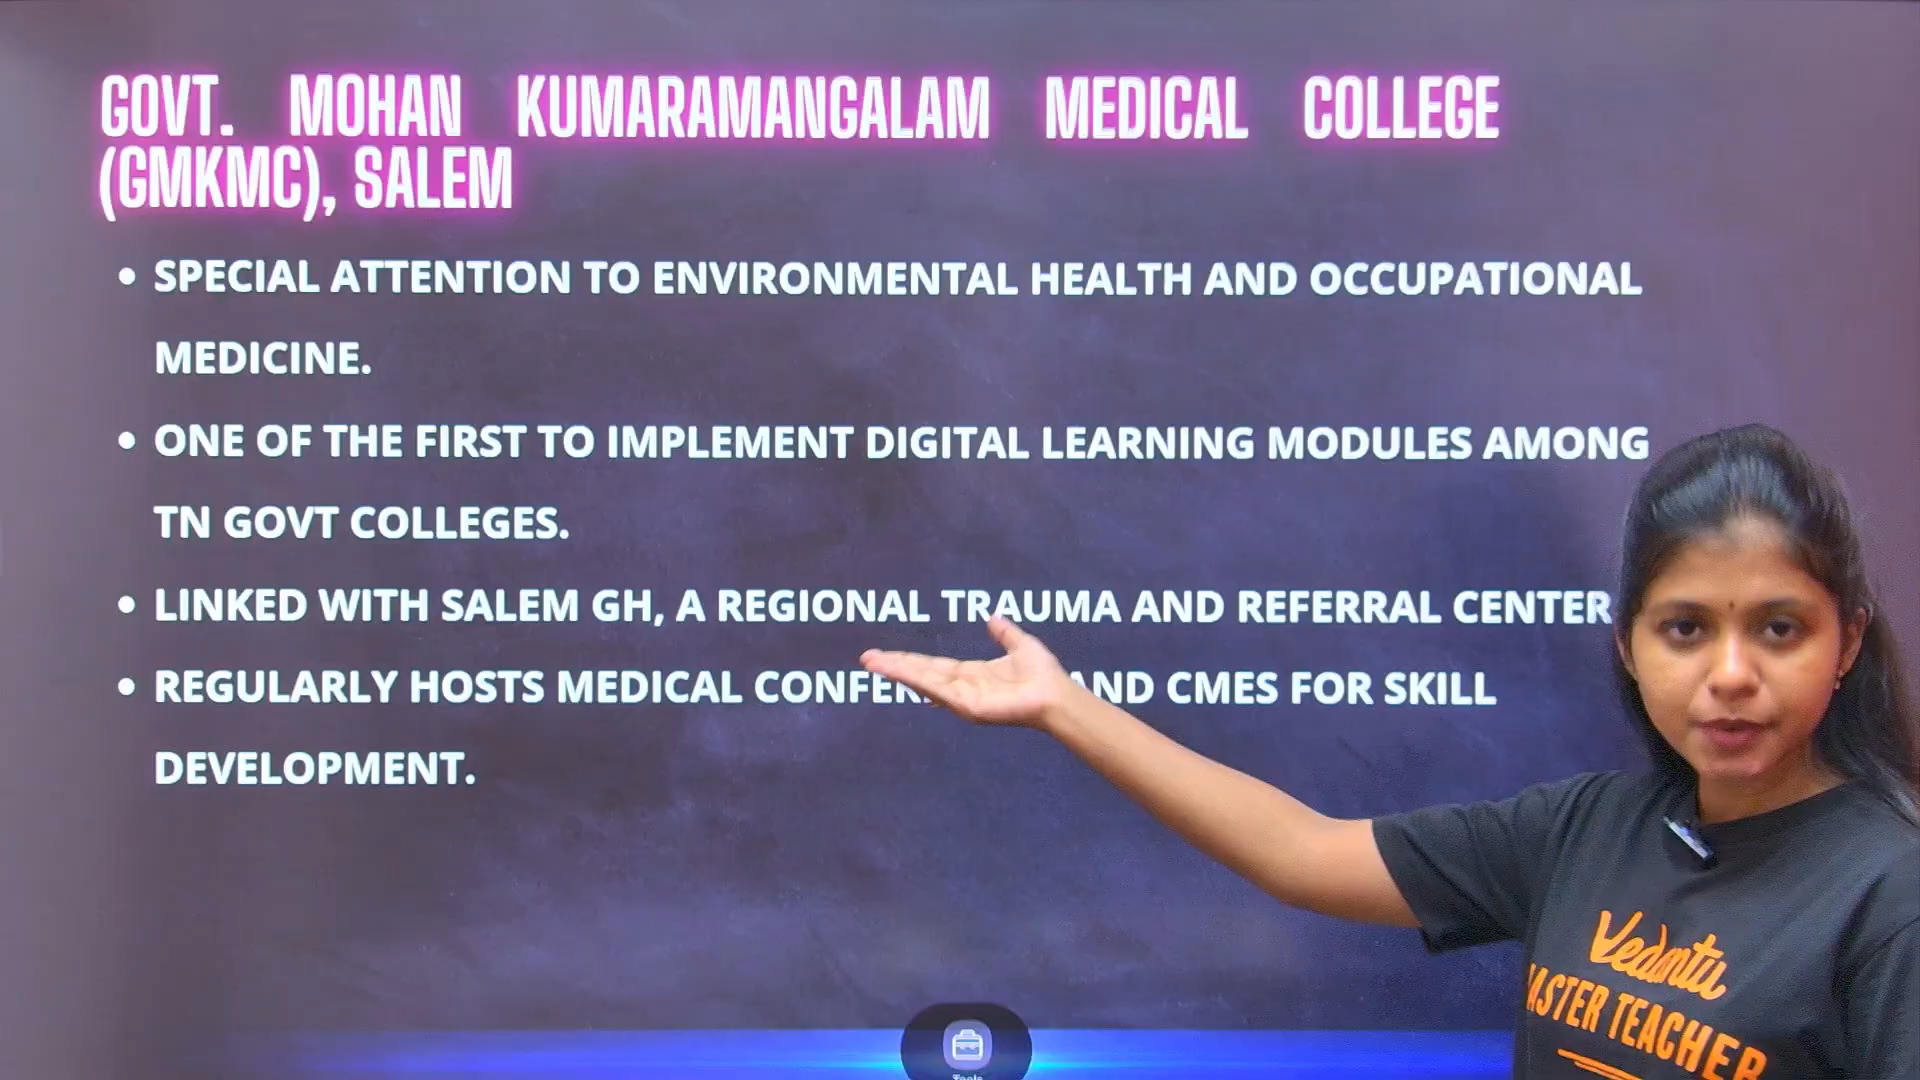 GOVT. MOHAN KUMARAMANGALAM MEDICAL COLLEGE
(GMKMC), SALEM
• SPECIAL ATTENTION TO ENVIRONMENTAL HEALTH AND OCCUPATIONAL
MEDICINE.
• ONE OF THE FIRST TO IMPLEMENT DIGITAL LEARNING MODULES AMONG
TN GOVT COLLEGES.
• LINKED WITH SALEM GH, A REGIONAL TRAUMA AND REFERRAL CENTER
• REGULARLY HOSTS MEDICAL AND CMES FOR SKILL
DEVELOPMENT.
Vedantu
TEACHER